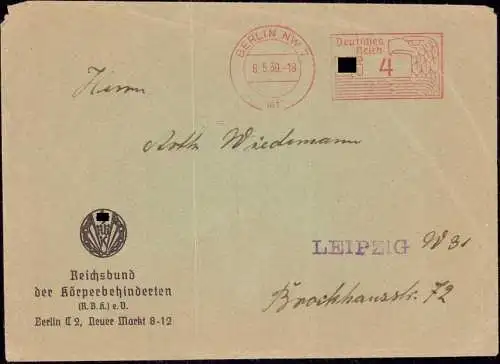 BERLIN NW 7
8.5.39.-18
Deutsches
Reich
4
Herrn
Arth. Wiedemann
LEIPZIG W 31
Brockhausstr. 72
Reichsbund
der Körperbehinderten
(R.B.K.) e.V.
Berlin C 2, Neuer Markt 8-12